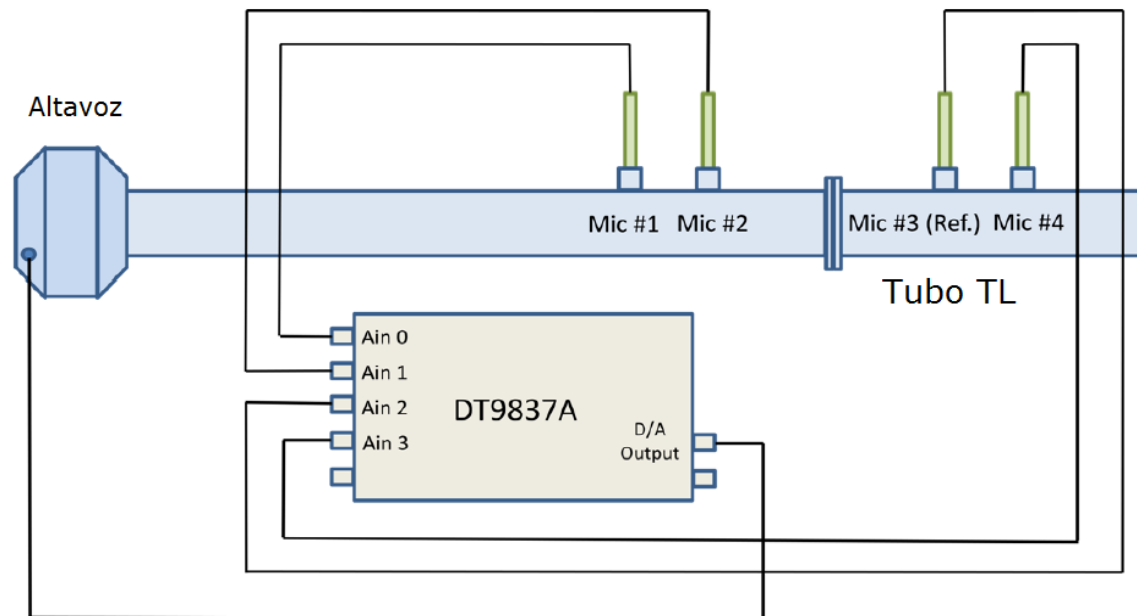 Altavoz
Mic #1
Mic #2
Mic #3 (Ref.)
Mic #4
Tubo TL
Ain 0
Ain 1
Ain 2
Ain 3
DT9837A
D/A
Output